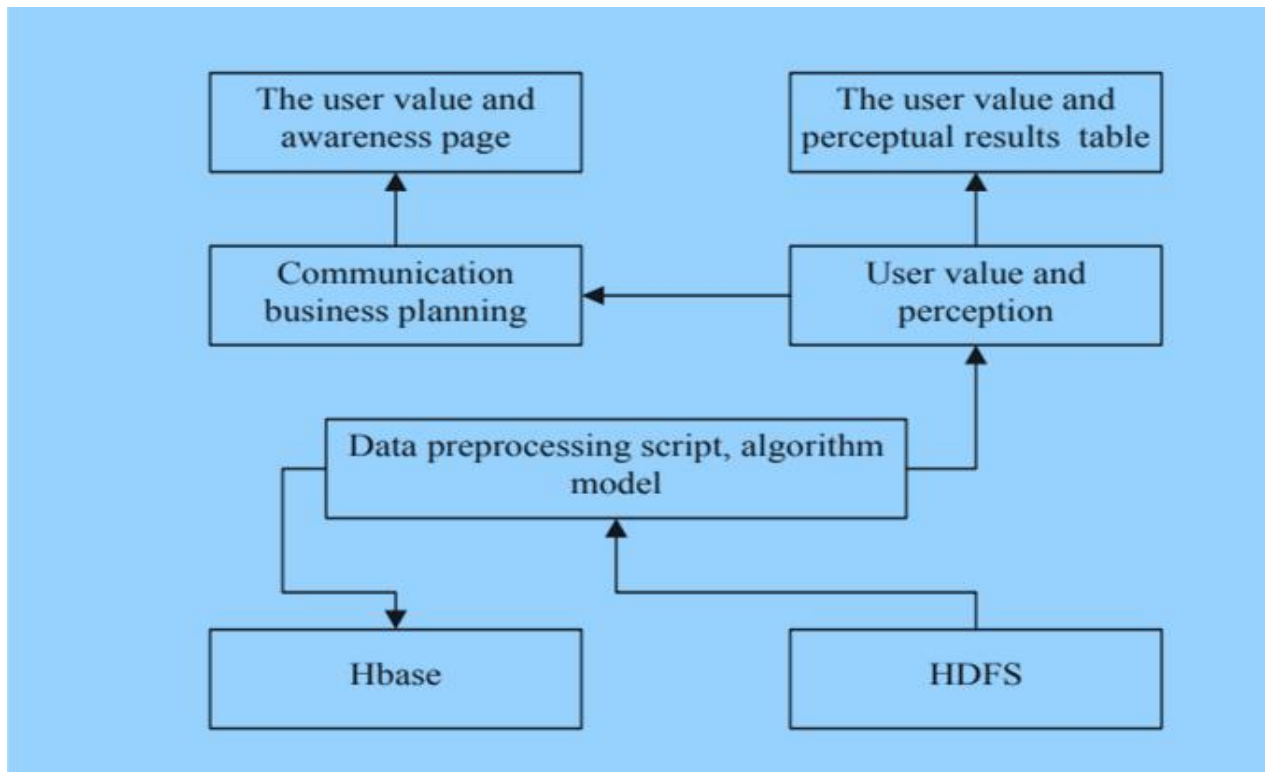 The user value and
awareness page
The user value and
perceptual results table
Communication
business planning
User value and
perception
Data preprocessing script, algorithm
model
Hbase
HDFS